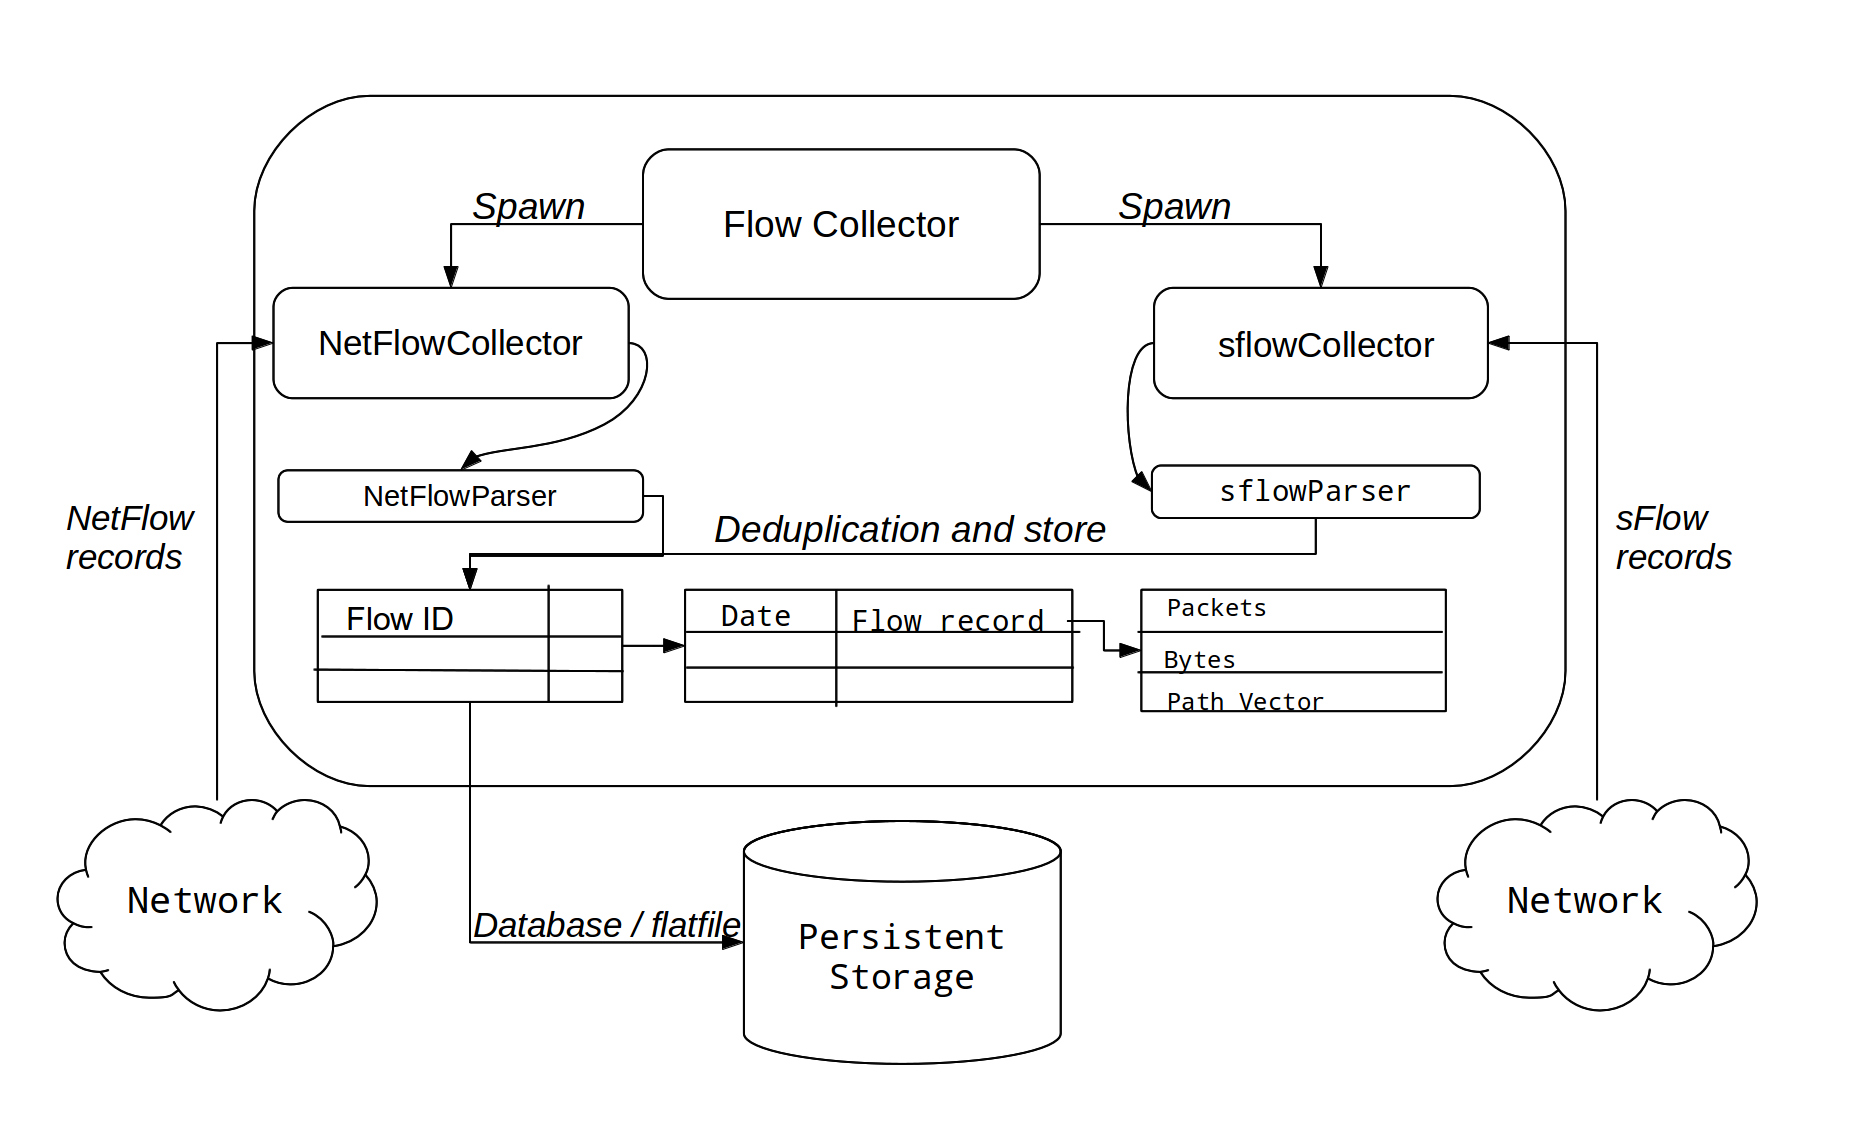 Spawn
Flow Collector
Spawn
NetFlowCollector
sflowCollector
NetFlowParser
sflowParser
NetFlow
records
Deduplication and store
sFlow
records
Flow ID
Date
Flow record
Packets
Bytes
Path Vector
Network
Database / flatfile
Persistent
Storage
Network